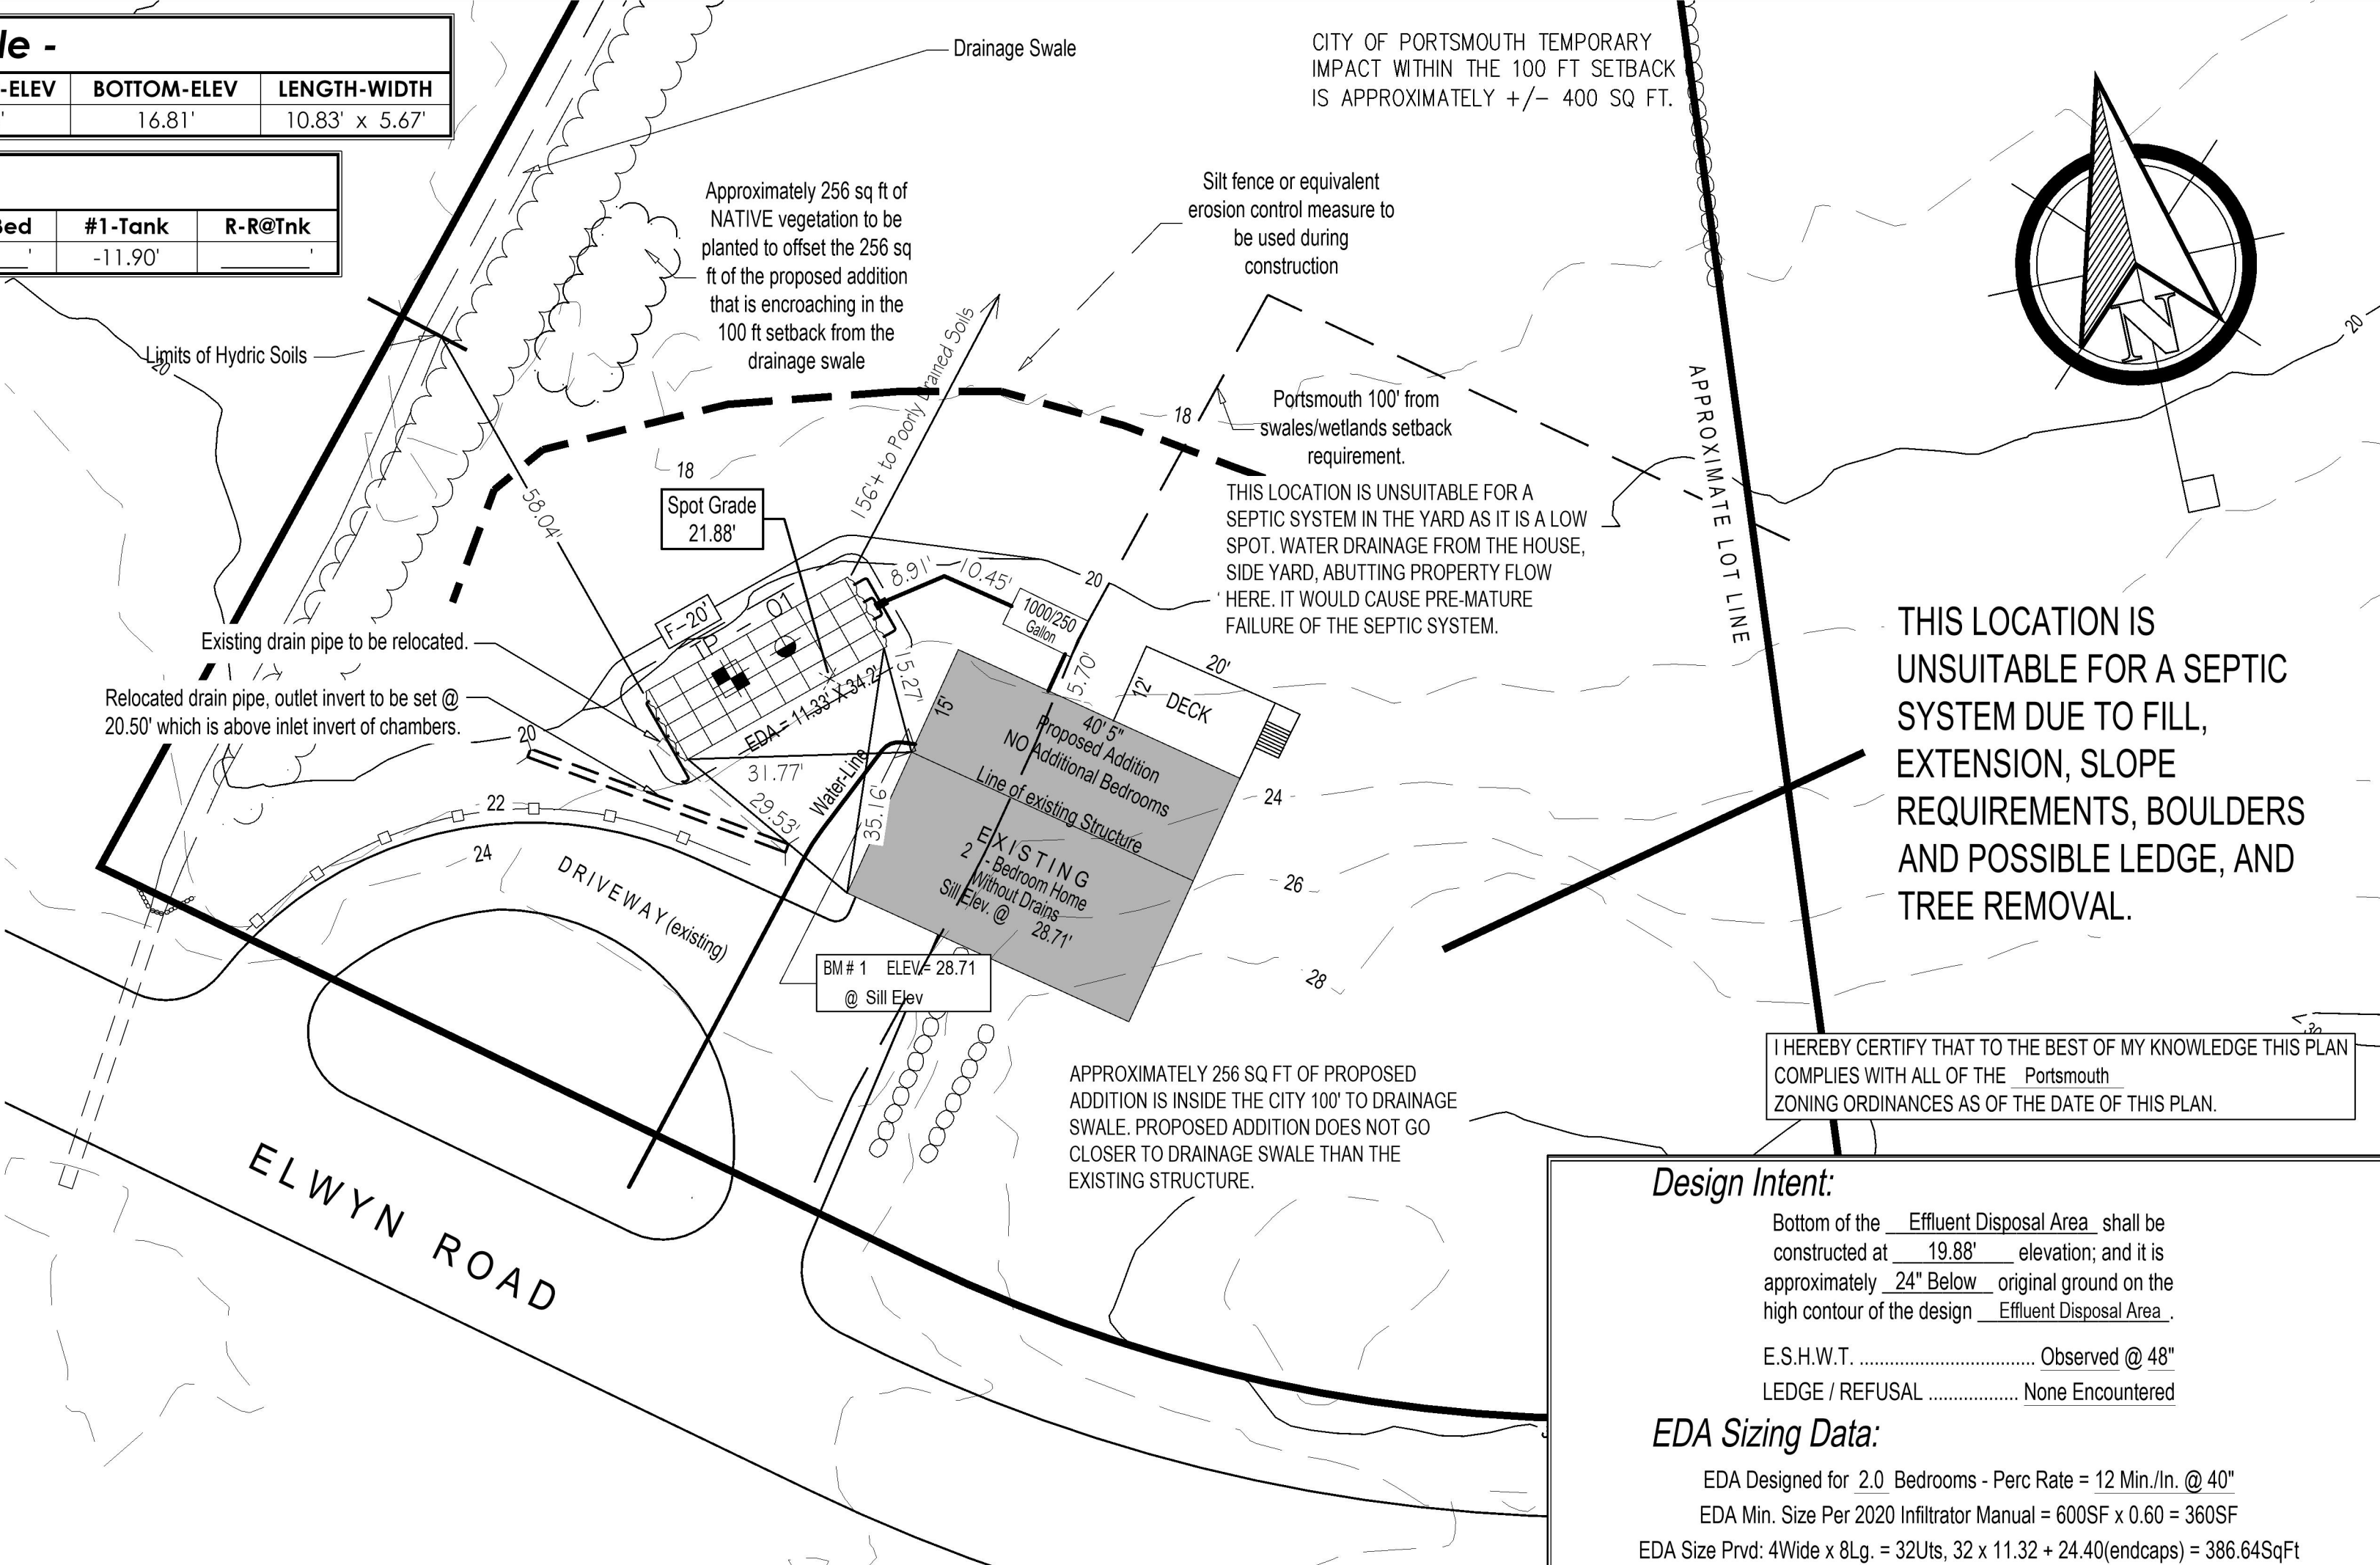 le -
-ELEV BOTTOM-ELEV LENGTH-WIDTH
' 16.81' 10.83' x 5.67'
#1-Tank R-R@Tnk
' -11.90' '
Drainage Swale
CITY OF PORTSMOUTH TEMPORARY
IMPACT WITHIN THE 100 FT SETBACK
IS APPROXIMATELY +/- 400 SQ FT.
Approximately 256 sq ft of
NATIVE vegetation to be
planted to offset the 256 sq
ft of the proposed addition
that is encroaching in the
100 ft setback from the
drainage swale
Silt fence or equivalent
erosion control measure to
be used during
construction
N
20
Limits of Hydric Soils
20
156'+ to Poorly Drained Soils
Portsmouth 100' from
swales/wetlands setback
requirement.
18
18
58.04'
Spot Grade
21.88'
APPROXIMATE LOT LINE
THIS LOCATION IS UNSUITABLE FOR A
SEPTIC SYSTEM IN THE YARD AS IT IS A LOW
SPOT. WATER DRAINAGE FROM THE HOUSE,
SIDE YARD, ABUTTING PROPERTY FLOW
HERE. IT WOULD CAUSE PRE-MATURE
FAILURE OF THE SEPTIC SYSTEM.
8.91'
10.45'
20
1000/250
Gallon
F-20'
TP
O1
EDA = 11.33' X 34.2'
15.27'
5.70'
15'
12'
20'
DECK
THIS LOCATION IS
UNSUITABLE FOR A SEPTIC
SYSTEM DUE TO FILL,
EXTENSION, SLOPE
REQUIREMENTS, BOULDERS
AND POSSIBLE LEDGE, AND
TREE REMOVAL.
Existing drain pipe to be relocated.
Relocated drain pipe, outlet invert to be set @
20.50' which is above inlet invert of chambers.
20
40' 5"
Proposed Addition
NO Additional Bedrooms
Line of existing Structure
31.77'
29.53'
Water-Line
35.16'
22
24
24
26
28
EXISTING
2 - Bedroom Home
Without Drains
Sill Elev. @ 28.71'
DRIVEWAY (existing)
BM # 1 ELEV = 28.71
@ Sill Elev
30
I HEREBY CERTIFY THAT TO THE BEST OF MY KNOWLEDGE THIS PLAN
COMPLIES WITH ALL OF THE Portsmouth
ZONING ORDINANCES AS OF THE DATE OF THIS PLAN.
APPROXIMATELY 256 SQ FT OF PROPOSED
ADDITION IS INSIDE THE CITY 100' TO DRAINAGE
SWALE. PROPOSED ADDITION DOES NOT GO
CLOSER TO DRAINAGE SWALE THAN THE
EXISTING STRUCTURE.
ELWYN ROAD
Design Intent:
Bottom of the Effluent Disposal Area shall be
constructed at 19.88' elevation; and it is
approximately 24" Below original ground on the
high contour of the design Effluent Disposal Area.
E.S.H.W.T. .................................. Observed @ 48"
LEDGE / REFUSAL .................. None Encountered
EDA Sizing Data:
EDA Designed for 2.0 Bedrooms - Perc Rate = 12 Min./In. @ 40"
EDA Min. Size Per 2020 Infiltrator Manual = 600SF x 0.60 = 360SF
EDA Size Prvd: 4Wide x 8Lg. = 32Uts, 32 x 11.32 + 24.40(endcaps) = 386.64SqFt